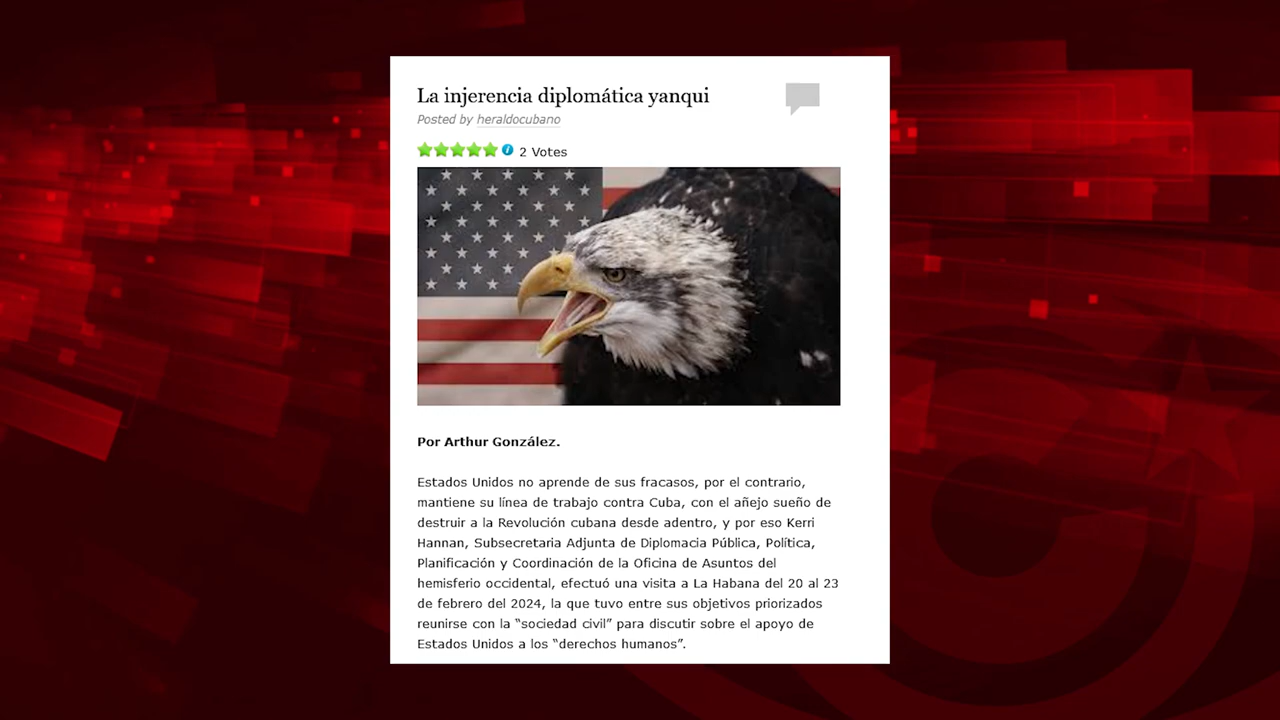 La injerencia diplomática yanqui
Posted by heraldocubano
2 Votes
Por Arthur González.
Estados Unidos no aprende de sus fracasos, por el contrario,
mantiene su línea de trabajo contra Cuba, con el añejo sueño de
destruir a la Revolución cubana desde adentro, y por eso Kerri
Hannan, Subsecretaria Adjunta de Diplomacia Pública, Política,
Planificación y Coordinación de la Oficina de Asuntos del
hemisferio occidental, efectuó una visita a La Habana del 20 al 23
de febrero del 2024, la que tuvo entre sus objetivos priorizados
reunirse con la “sociedad civil” para discutir sobre el apoyo de
Estados Unidos a los “derechos humanos”.